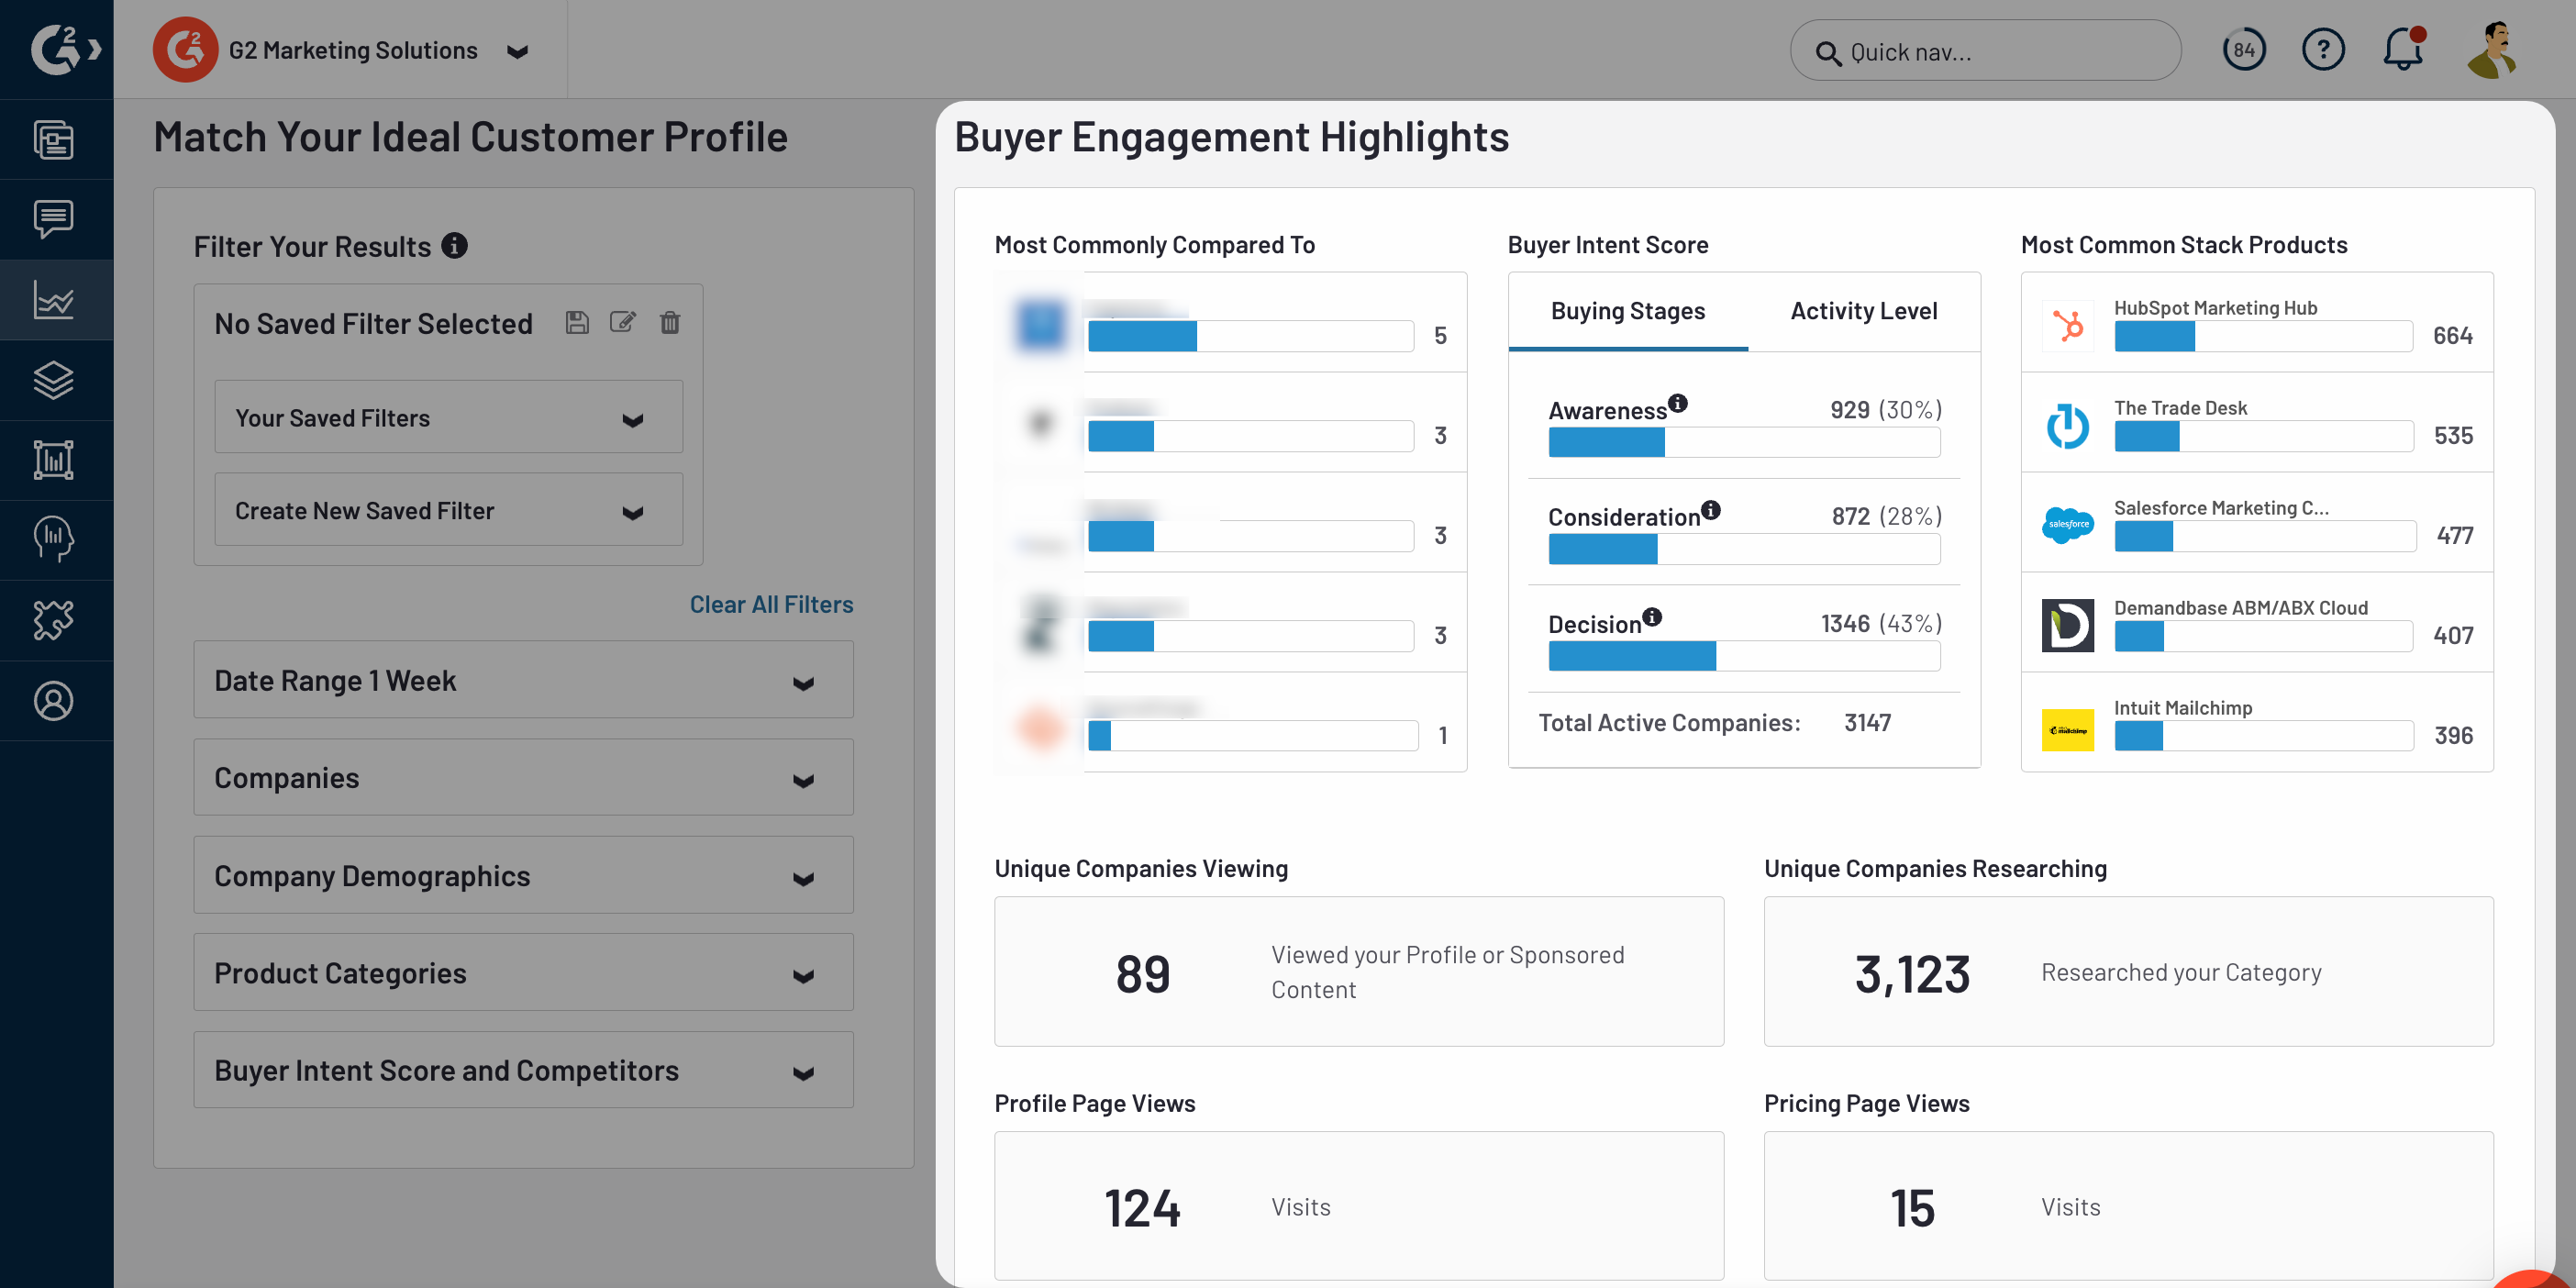 G2
G2 Marketing Solutions
Quick nav...
84
?
Match Your Ideal Customer Profile
Filter Your Results
No Saved Filter Selected
Your Saved Filters
Create New Saved Filter
Clear All Filters
Date Range 1 Week
Companies
Company Demographics
Product Categories
Buyer Intent Score and Competitors
Buyer Engagement Highlights
Most Commonly Compared To
5
3
3
3
1
Buyer Intent Score
Buying Stages
Activity Level
Awareness 929 (30%)
Consideration 872 (28%)
Decision 1346 (43%)
Total Active Companies: 3147
Most Common Stack Products
HubSpot Marketing Hub
664
The Trade Desk
535
salesforce
Salesforce Marketing C...
477
Demandbase ABM/ABX Cloud
407
mailchimp
Intuit Mailchimp
396
Unique Companies Viewing
89
Viewed your Profile or Sponsored
Content
Unique Companies Researching
3,123
Researched your Category
Profile Page Views
124
Visits
Pricing Page Views
15
Visits